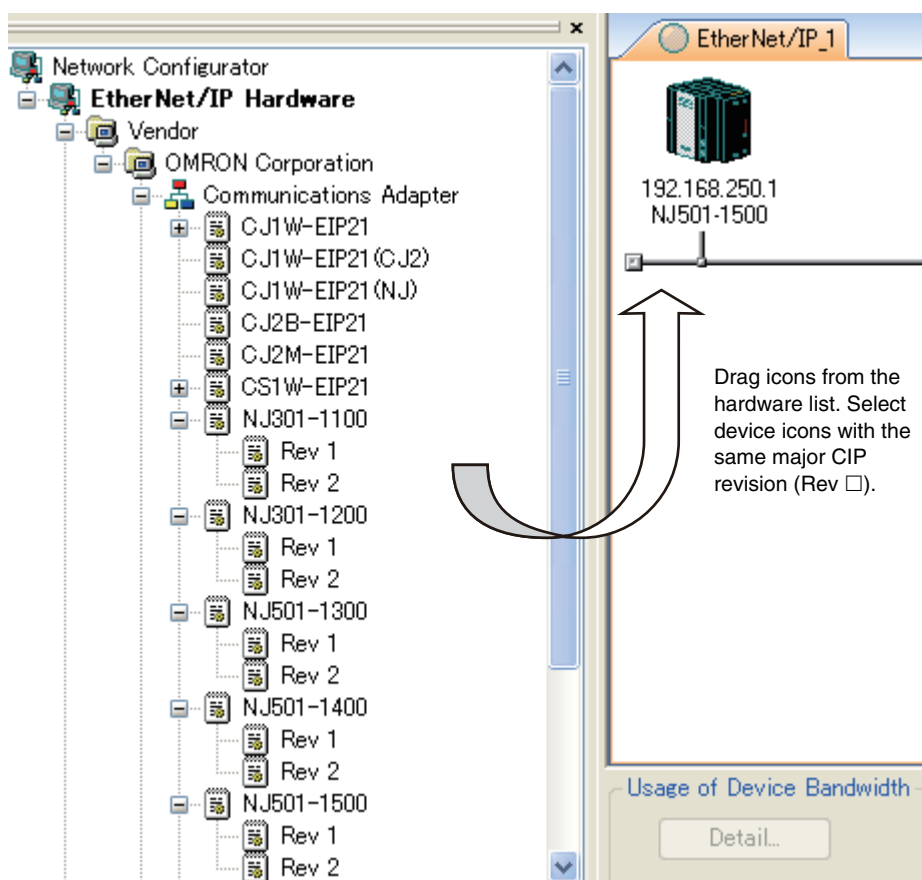 Network Configurator
EtherNet/IP Hardware
Vendor
OMRON Corporation
Communications Adapter
CJ1W-EIP21
CJ1W-EIP21(CJ2)
CJ1W-EIP21(NJ)
CJ2B-EIP21
CJ2M-EIP21
CS1W-EIP21
NJ301-1100
Rev 1
Rev 2
NJ301-1200
Rev 1
Rev 2
NJ501-1300
Rev 1
Rev 2
NJ501-1400
Rev 1
Rev 2
NJ501-1500
Rev 1
Rev 2
EtherNet/IP_1
192.168.250.1
NJ501-1500
Drag icons from the
hardware list. Select
device icons with the
same major CIP
revision (Rev □).
Usage of Device Bandwidth
Detail...